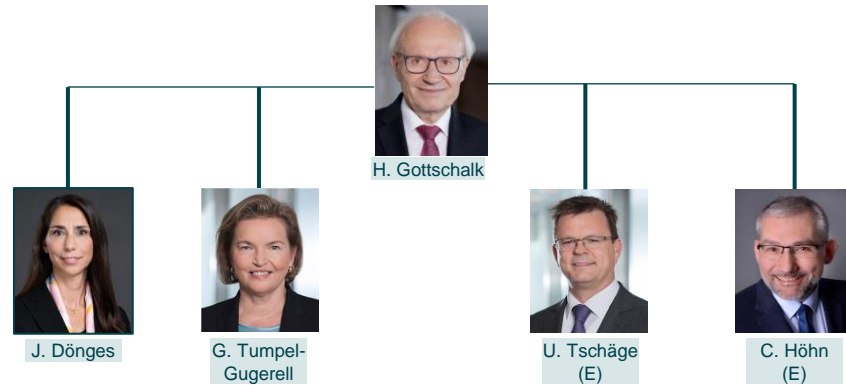 H. Gottschalk
J. Dönges
G. Tumpel-
Gugerell
U. Tschäge
(E)
C. Höhn
(E)